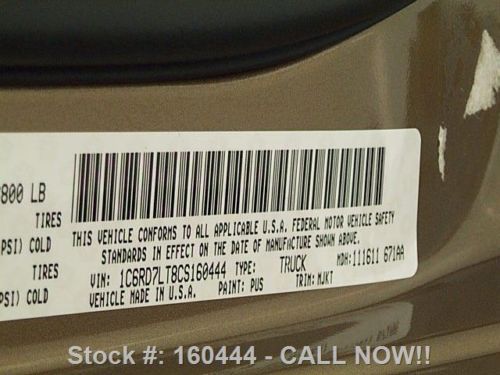 800 LB
TIRES
PSI) COLD
TIRES
PSI) COLD
THIS VEHICLE CONFORMS TO ALL APPLICABLE U.S.A. FEDERAL MOTOR VEHICLE SAFETY
STANDARDS IN EFFECT ON THE DATE OF MANUFACTURE SHOWN ABOVE.
VIN: 1C6RD7LT8CS160444 TYPE: TRUCK MDH: 111611 671AA
VEHICLE MADE IN U.S.A. PAINT: PUS TRIM: MJKT
Stock #: 160444 - CALL NOW!!